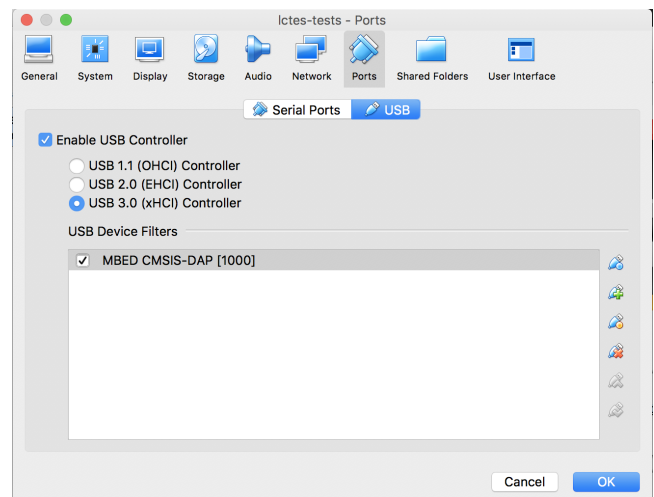 lctes-tests - Ports
General System Display Storage Audio Network Ports Shared Folders User Interface
Serial Ports USB
Enable USB Controller
USB 1.1 (OHCI) Controller
USB 2.0 (EHCI) Controller
USB 3.0 (xHCI) Controller
USB Device Filters
MBED CMSIS-DAP [1000]
Cancel OK